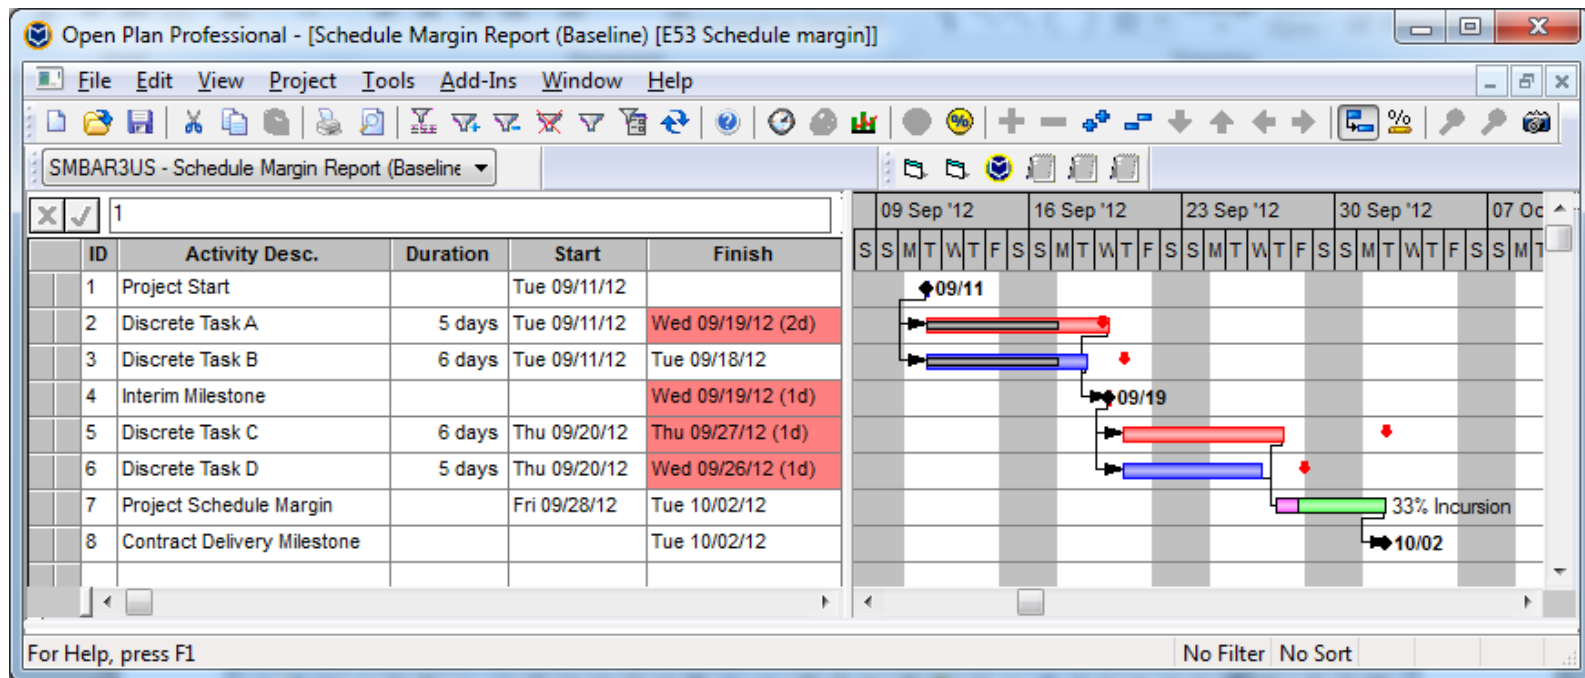 Open Plan Professional - [Schedule Margin Report (Baseline) [E53 Schedule margin]]
File Edit View Project Tools Add-Ins Window Help
SMBAR3US - Schedule Margin Report (Baseline
1
09 Sep '12 16 Sep '12 23 Sep '12 30 Sep '12 07 Oc
ID Activity Desc. Duration Start Finish
S S M T W T F S S M T W T F S S M T W T F S S M T W T F S S M T
1 Project Start Tue 09/11/12 09/11
2 Discrete Task A 5 days Tue 09/11/12 Wed 09/19/12 (2d)
3 Discrete Task B 6 days Tue 09/11/12 Tue 09/18/12
4 Interim Milestone Wed 09/19/12 (1d) 09/19
5 Discrete Task C 6 days Thu 09/20/12 Thu 09/27/12 (1d)
6 Discrete Task D 5 days Thu 09/20/12 Wed 09/26/12 (1d)
7 Project Schedule Margin Fri 09/28/12 Tue 10/02/12 33% Incursion
8 Contract Delivery Milestone Tue 10/02/12 10/02
For Help, press F1 No Filter No Sort